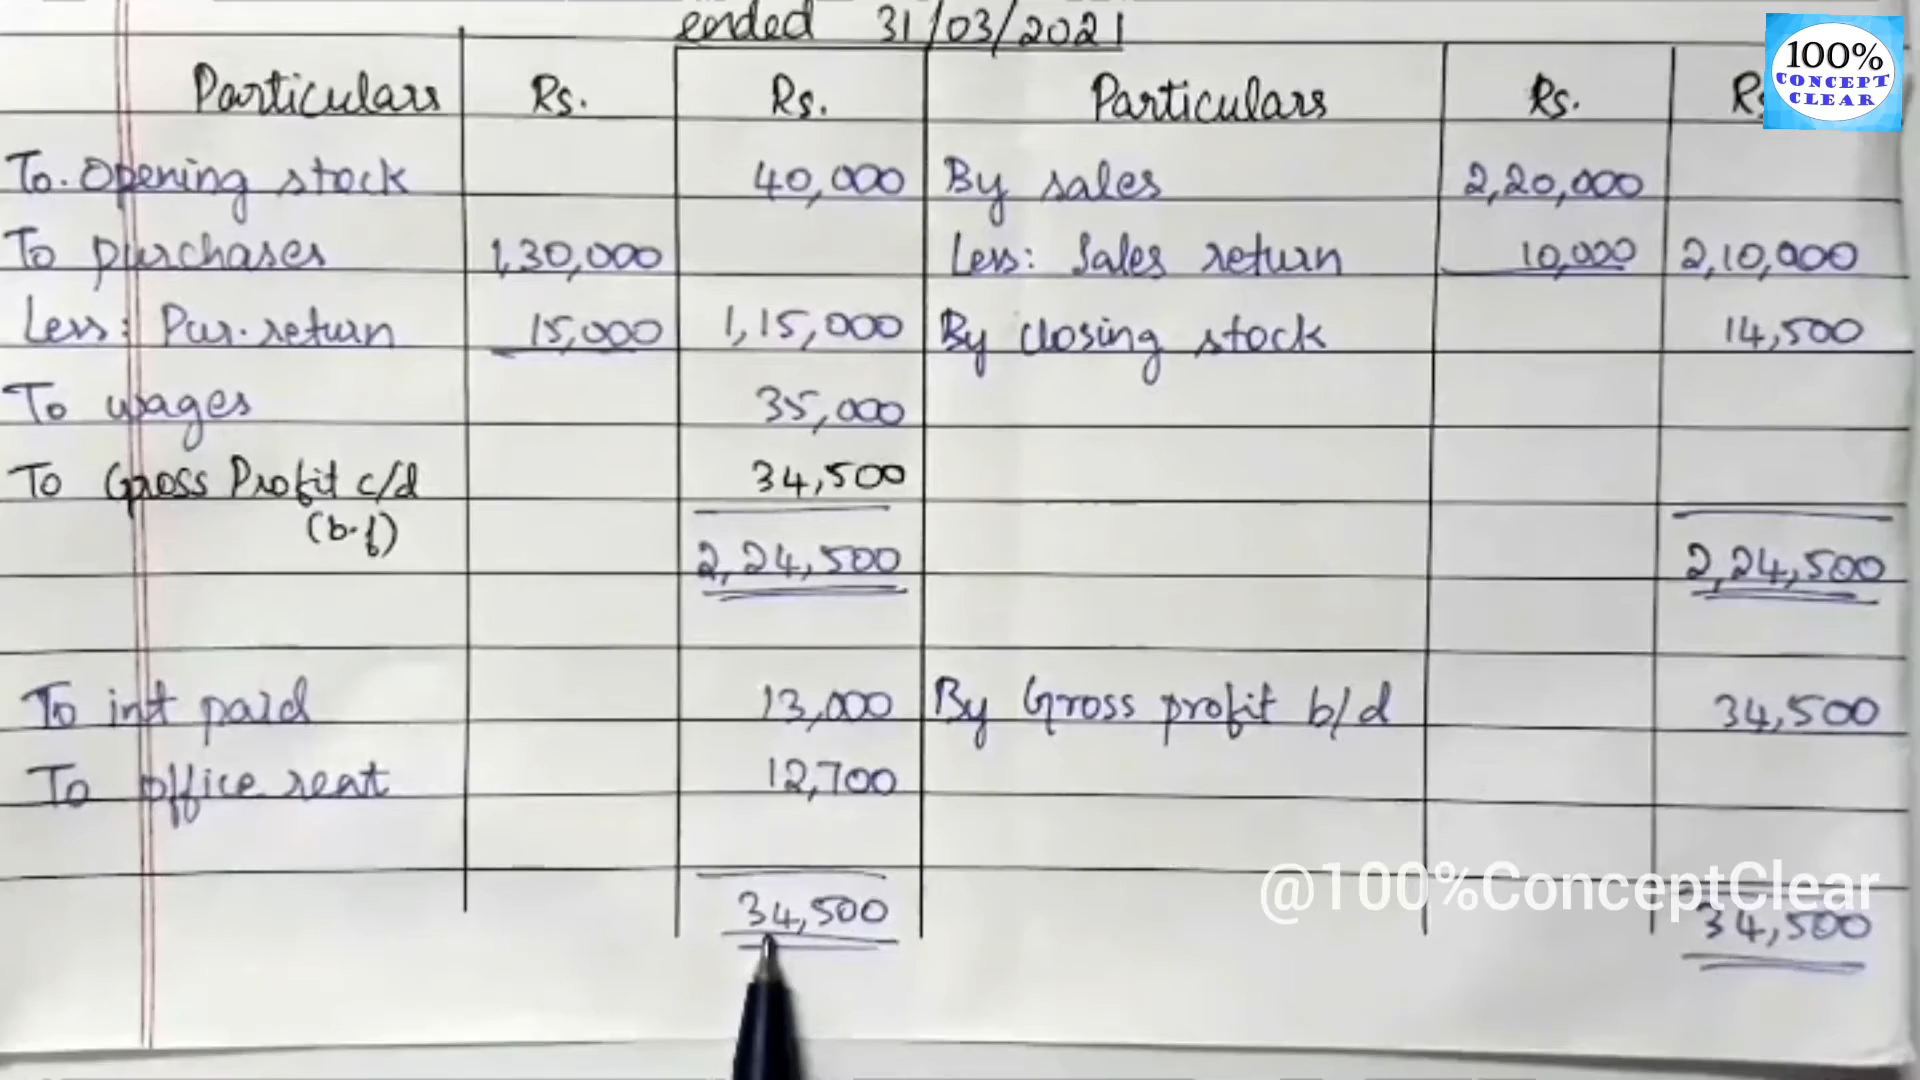 ended 31/03/2021
100%
CONCEPT
CLEAR
Particulars Rs. Rs. Particulars Rs. Rs
To. Opening stock 40,000 By sales 2,20,000
To purchases 1,30,000 Less: Sales return 10,000 2,10,000
Less: Pur. return 15,000 1,15,000 By closing stock 14,500
To wages 35,000
To Gross Profit c/d 34,500
(b.f)
2,24,500 2,24,500
To int paid 13,000 By Gross profit b/d 34,500
To office rent 12,700
@100%ConceptClear
34,500 34,500